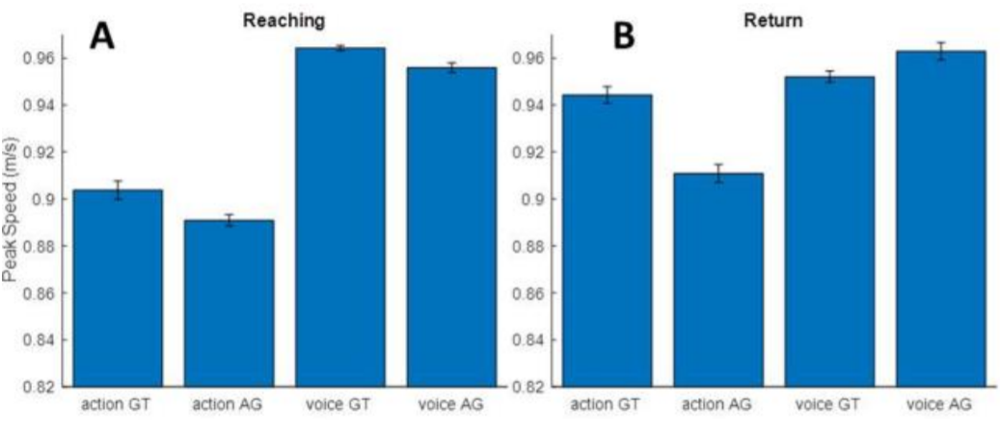 A
Reaching
Peak Speed (m/s)
0.96
0.94
0.92
0.9
0.88
0.86
0.84
0.82
action GT
action AG
voice GT
voice AG
B
Return
0.96
0.94
0.92
0.9
0.88
0.86
0.84
0.82
action GT
action AG
voice GT
voice AG